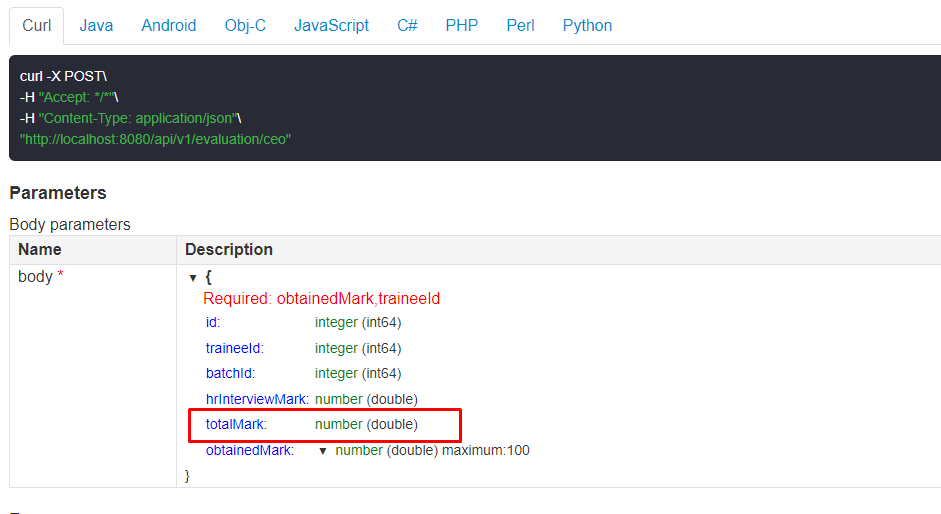 Curl Java Android Obj-C JavaScript C# PHP Perl Python
curl -X POST\
-H "Accept: */*"\
-H "Content-Type: application/json"\
"http://localhost:8080/api/v1/evaluation/ceo"
Parameters
Body parameters
Name Description
body *
▼ {
Required: obtainedMark,traineeId
id: integer (int64)
traineeId: integer (int64)
batchId: integer (int64)
hrInterviewMark: number (double)
totalMark: number (double)
obtainedMark: ▼ number (double) maximum:100
}